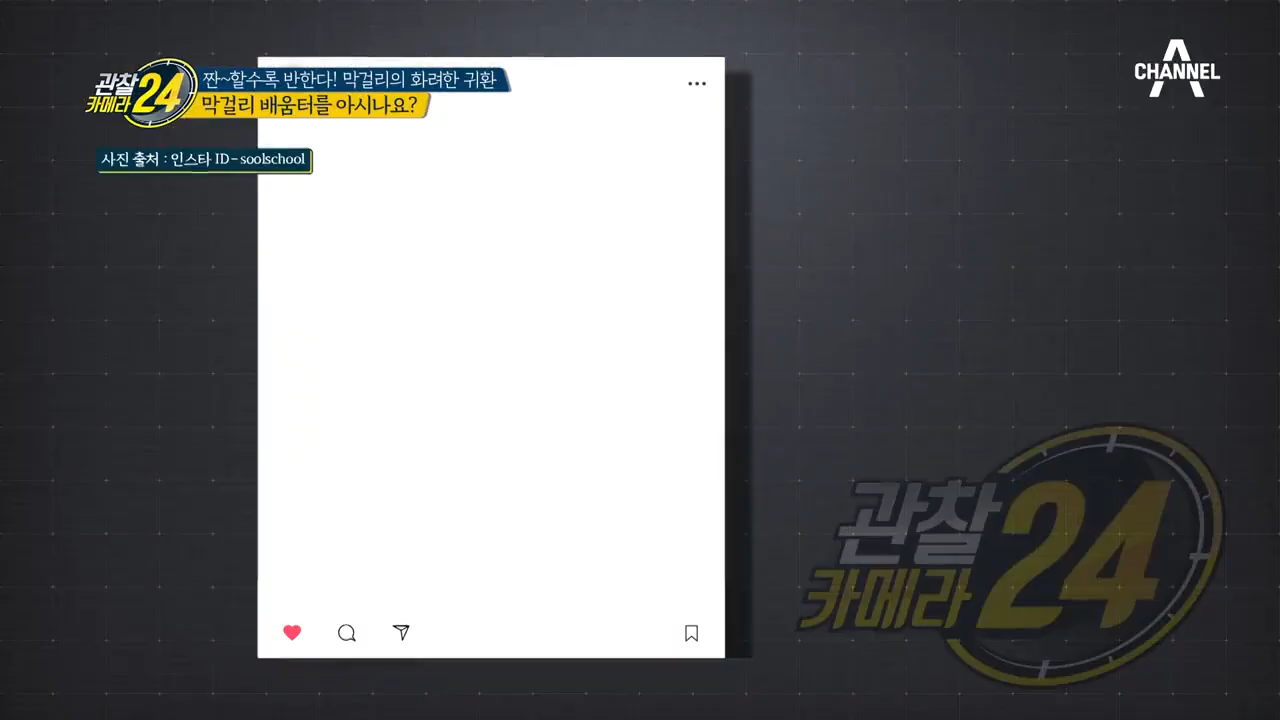 관찰
카메라 24
짠~할수록 반한다! 막걸리의 화려한 귀환
막걸리 배움터를 아시나요?
CHANNEL A
사진 출처 : 인스타 ID - soolschool
관찰
카메라 24